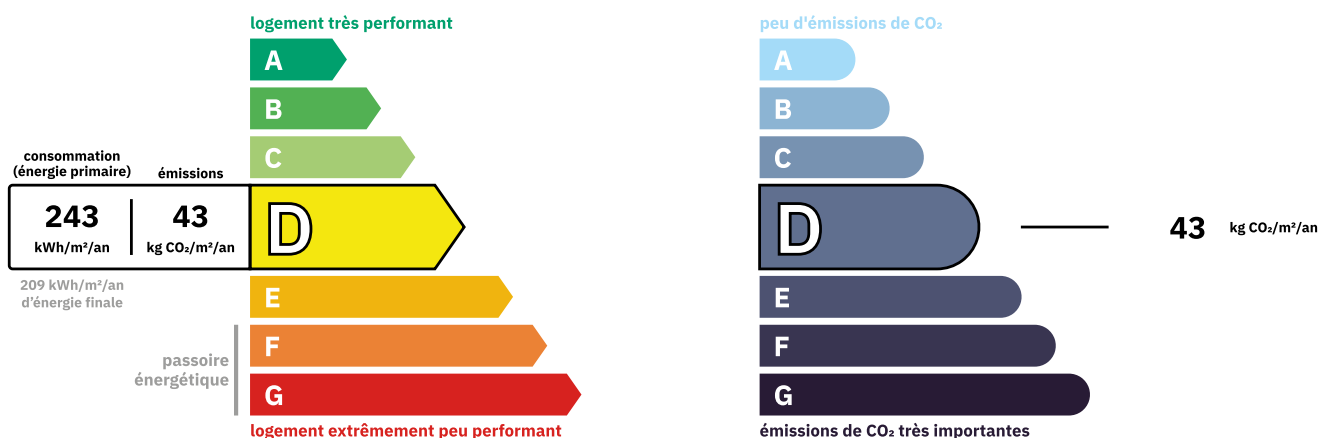 logement très performant
A
B
C
consommation
(énergie primaire)
émissions
243
kWh/m²/an
43
kg CO₂/m²/an
D
209 kWh/m²/an
d'énergie finale
E
F
passoire
énergétique
G
logement extrêmement peu performant
peu d'émissions de CO₂
A
B
C
D
43
kg CO₂/m²/an
E
F
G
émissions de CO₂ très importantes